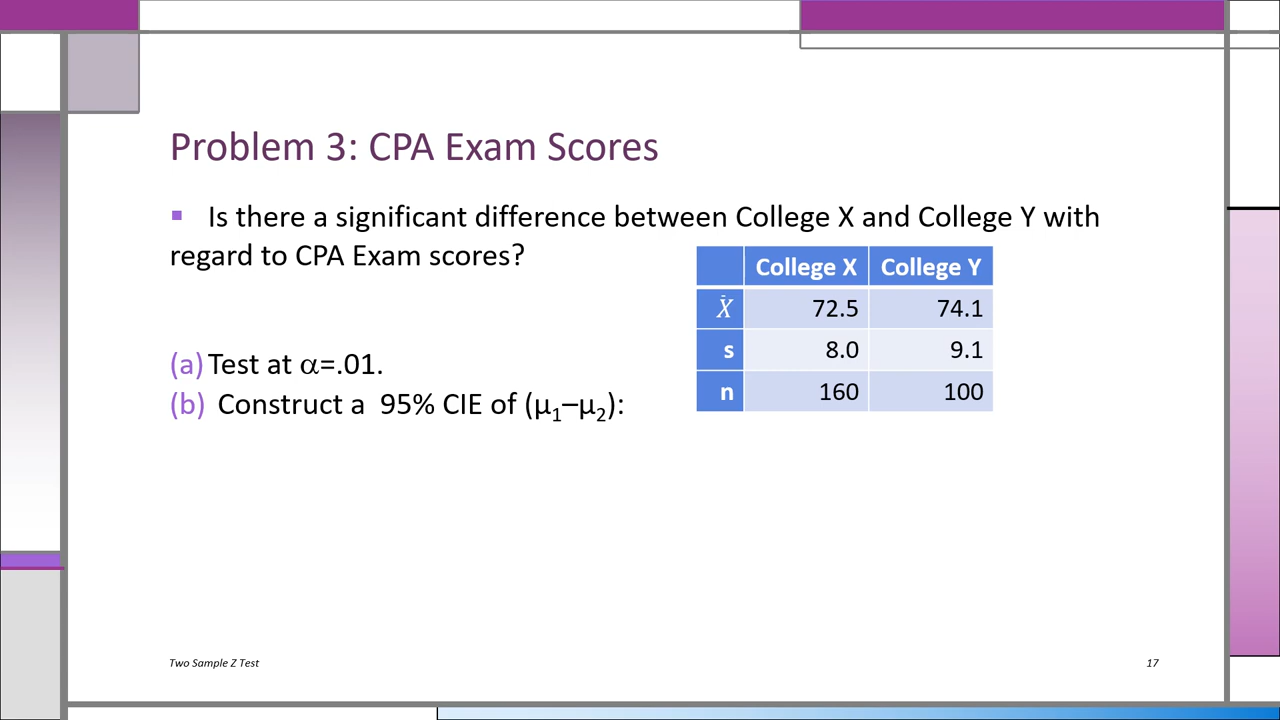 Problem 3: CPA Exam Scores
▪ Is there a significant difference between College X and College Y with
regard to CPA Exam scores?
College X College Y
X̄ 72.5 74.1
s 8.0 9.1
n 160 100
(a) Test at α=.01.
(b) Construct a 95% CIE of (μ₁–μ₂):
Two Sample Z Test
17